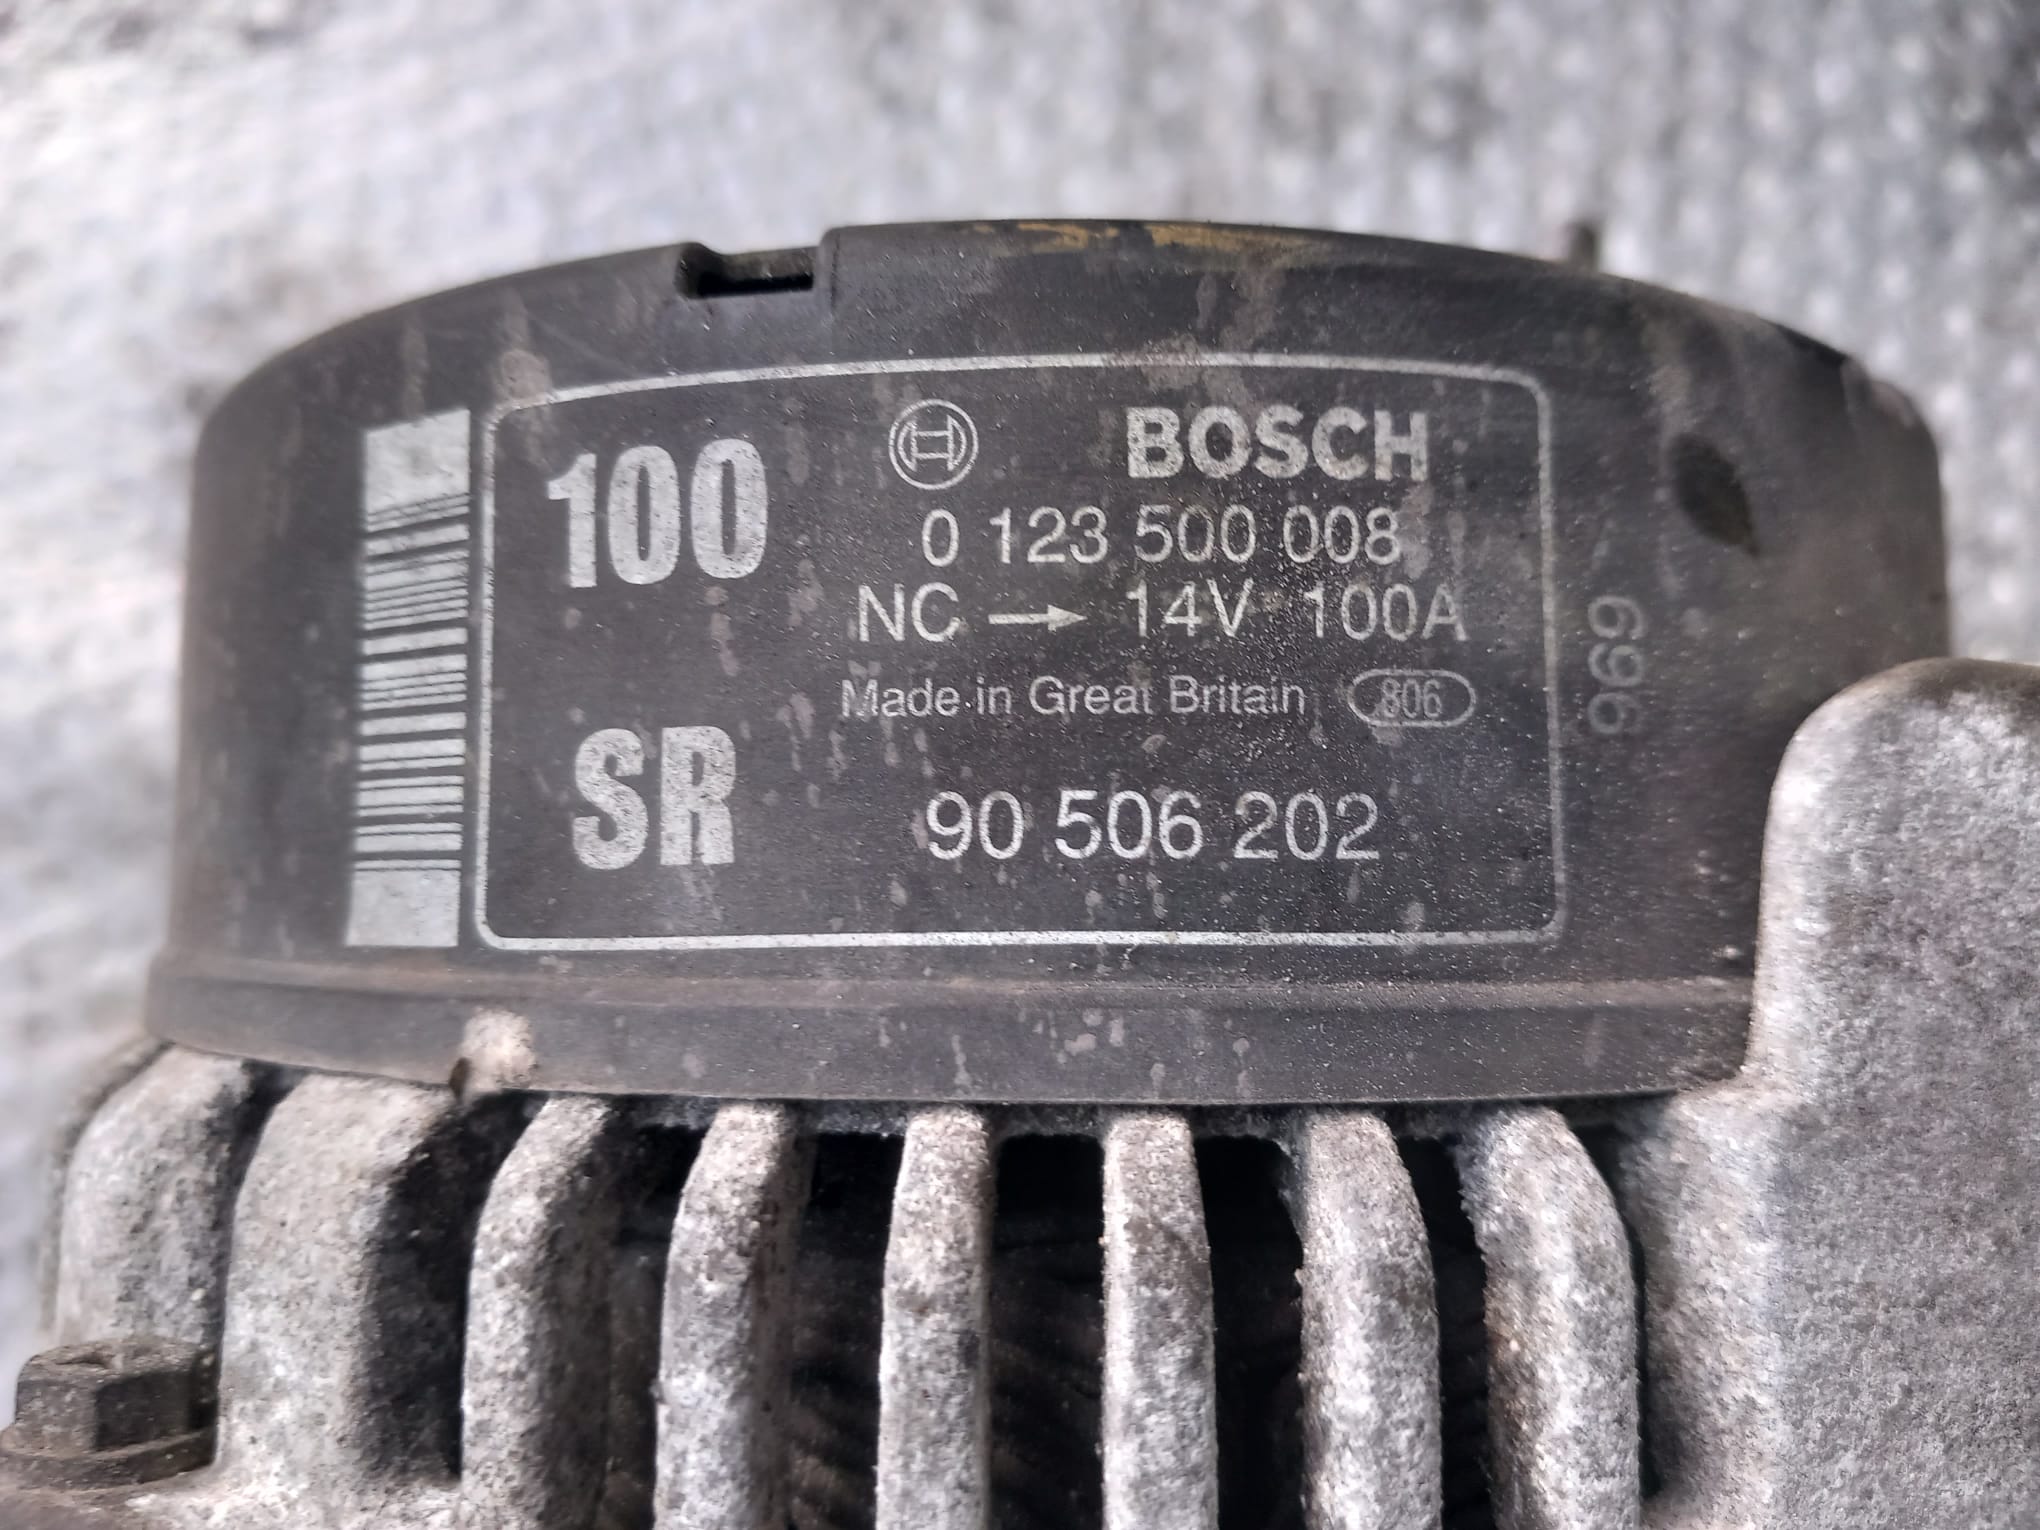 100
BOSCH
0 123 500 008
NC → 14V 100A
Made in Great Britain 806
SR
90 506 202
969